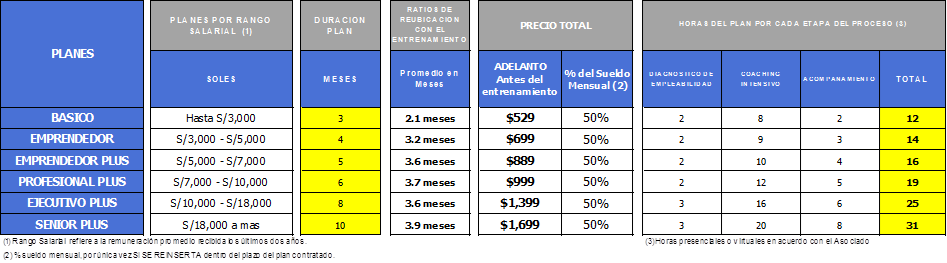 PLANES
PLANES POR RANGO SALARIAL (1)
DURACION PLAN
RATIOS DE REUBICACION CON EL ENTRENAMIENTO
PRECIO TOTAL
HORAS DEL PLAN POR CADA ETAPA DEL PROCESO (3)
SOLES
MESES
Promedio en Meses
ADELANTO Antes del entrenamiento
% del Sueldo Mensual (2)
DIAGNOSTICO DE EMPLEABILIDAD
COACHING INTENSIVO
ACOMPAÑAMIENTO
TOTAL
BASICO Hasta S/3,000 3 2.1 meses $529 50% 2 8 2 12
EMPRENDEDOR S/3,000 - S/5,000 4 3.2 meses $699 50% 2 9 3 14
EMPRENDEDOR PLUS S/5,000 - S/7,000 5 3.6 meses $889 50% 2 10 4 16
PROFESIONAL PLUS S/7,000 - S/10,000 6 3.7 meses $999 50% 2 12 5 19
EJECUTIVO PLUS S/10,000 - S/18,000 8 3.6 meses $1,399 50% 3 16 6 25
SENIOR PLUS S/18,000 a mas 10 3.9 meses $1,699 50% 3 20 8 31
(1) Rango Salarial refiere a la remuneración promedio recibida los últimos dos años.
(3)Horas presenciales o virtuales en acuerdo con el Asociado
(2) % sueldo mensual, por única vez SI SE REINSERTA dentro del plazo del plan contratado.